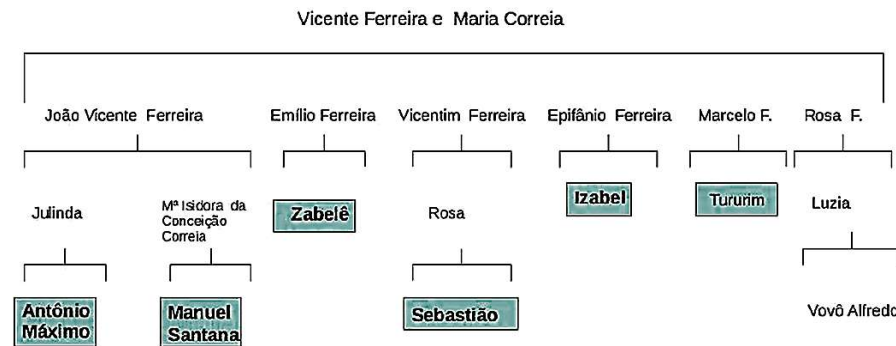 Vicente Ferreira e Maria Correia
João Vicente Ferreira
Emílio Ferreira
Vicentim Ferreira
Epifânio Ferreira
Marcelo F.
Rosa F.
Julinda
Mª Isidora da
Conceição
Correia
Zabelê
Rosa
Izabel
Tururim
Luzia
Antônio
Máximo
Manuel
Santana
Sebastião
Vovô Alfredo